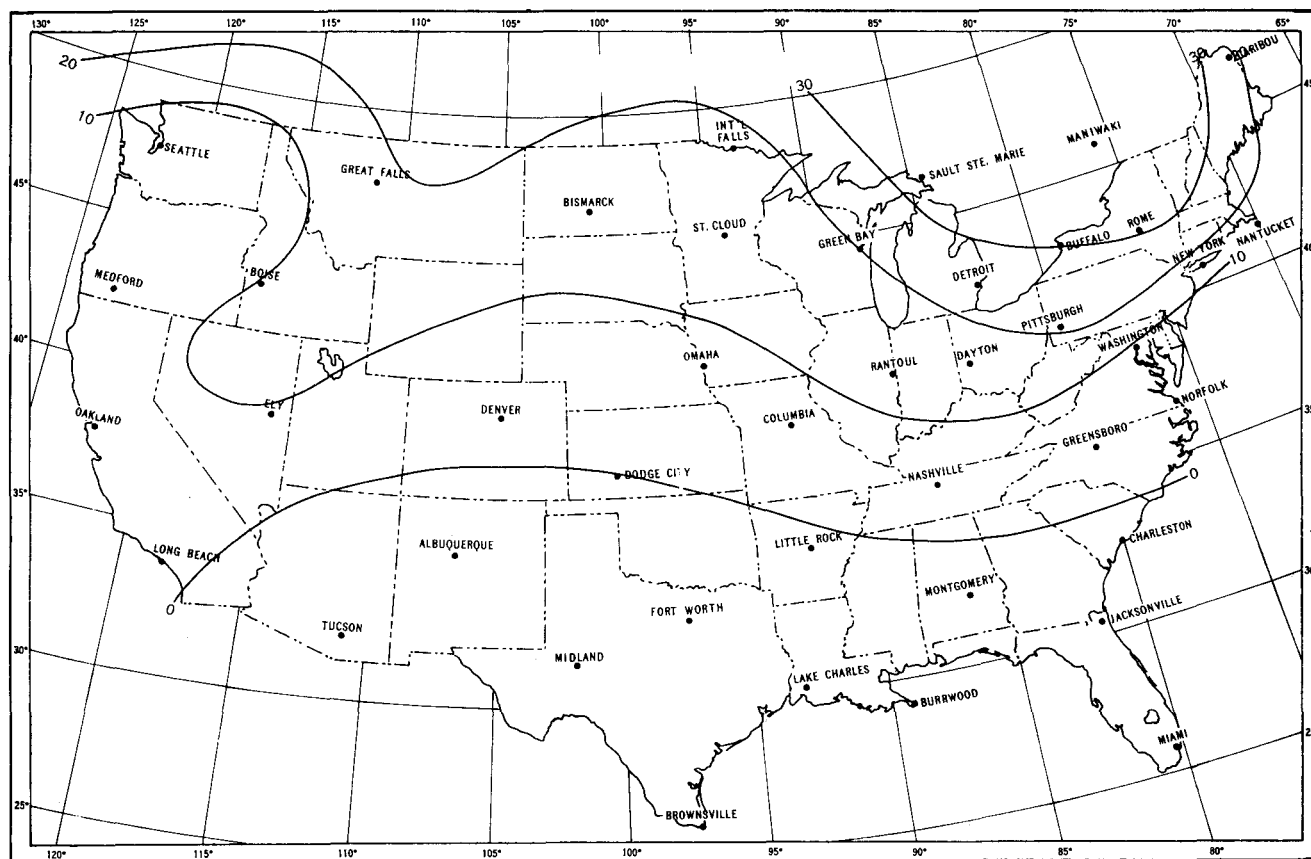 130° 125° 120° 115° 110° 105° 100° 95° 90° 85° 80° 75° 70° 65°
20
30
30
CARIBOU
10
SEATTLE
INT'L
FALLS
MANIWAKI
SAULT STE. MARIE
GREAT FALLS
45°
BISMARCK
ST. CLOUD
GREEN BAY
BUFFALO
ROME
NEW YORK
NANTUCKET
MEDFORD
BOISE
DETROIT
10
PITTSBURGH
40°
OMAHA
RANTOUL
DAYTON
WASHINGTON
OAKLAND
ELY
DENVER
COLUMBIA
NORFOLK
GREENSBORO
DODGE CITY
NASHVILLE
0
35°
LONG BEACH
ALBUQUERQUE
LITTLE ROCK
CHARLESTON
0
TUCSON
FORT WORTH
MONTGOMERY
JACKSONVILLE
30°
MIDLAND
LAKE CHARLES
BURRWOOD
MIAMI
25°
BROWNSVILLE
120° 115° 110° 105° 100° 95° 90° 85° 80°